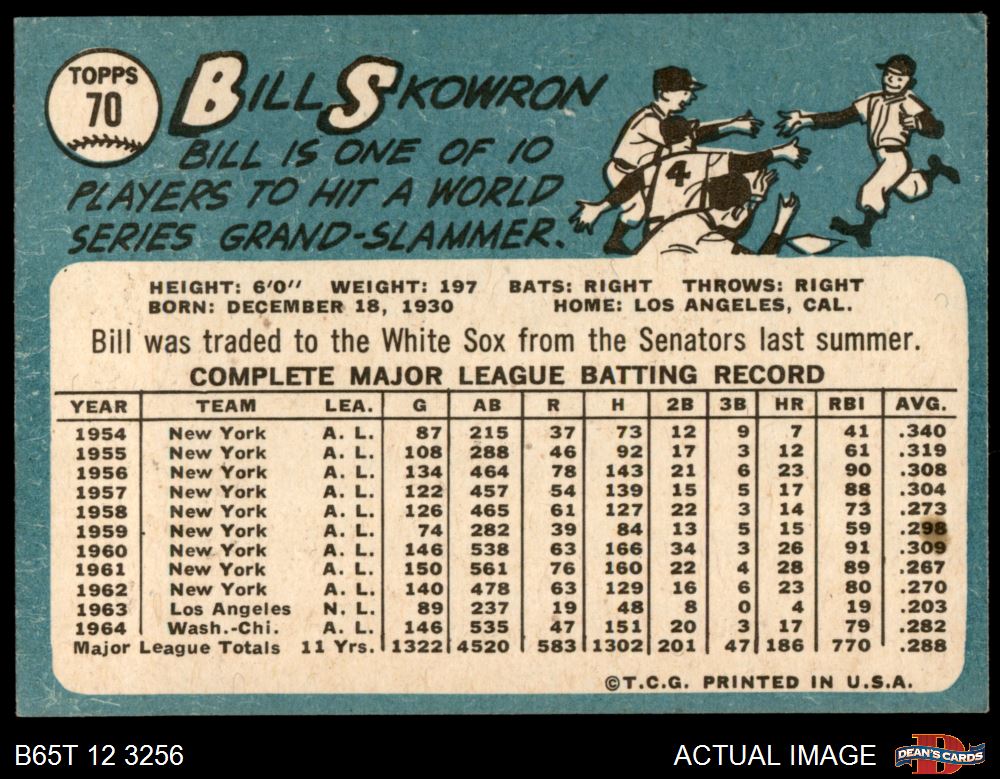 TOPPS
70
BILL SKOWRON
BILL IS ONE OF 10
PLAYERS TO HIT A WORLD
SERIES GRAND-SLAMMER.
4
HEIGHT: 6'0" WEIGHT: 197 BATS: RIGHT THROWS: RIGHT
BORN: DECEMBER 18, 1930 HOME: LOS ANGELES, CAL.
Bill was traded to the White Sox from the Senators last summer.
COMPLETE MAJOR LEAGUE BATTING RECORD
YEAR TEAM LEA. G AB R H 2B 3B HR RBI AVG.
1954 New York A. L. 87 215 37 73 12 9 7 41 .340
1955 New York A. L. 108 288 46 92 17 3 12 61 .319
1956 New York A. L. 134 464 78 143 21 6 23 90 .308
1957 New York A. L. 122 457 54 139 15 5 17 88 .304
1958 New York A. L. 126 465 61 127 22 3 14 73 .273
1959 New York A. L. 74 282 39 84 13 5 15 59 .298
1960 New York A. L. 146 538 63 166 34 3 26 91 .309
1961 New York A. L. 150 561 76 160 22 4 28 89 .267
1962 New York A. L. 140 478 63 129 16 6 23 80 .270
1963 Los Angeles N. L. 89 237 19 48 8 0 4 19 .203
1964 Wash.-Chi. A. L. 146 535 47 151 20 3 17 79 .282
Major League Totals 11 Yrs. 1322 4520 583 1302 201 47 186 770 .288
©T.C.G. PRINTED IN U.S.A.
B65T 12 3256 ACTUAL IMAGE DEAN'S CARDS